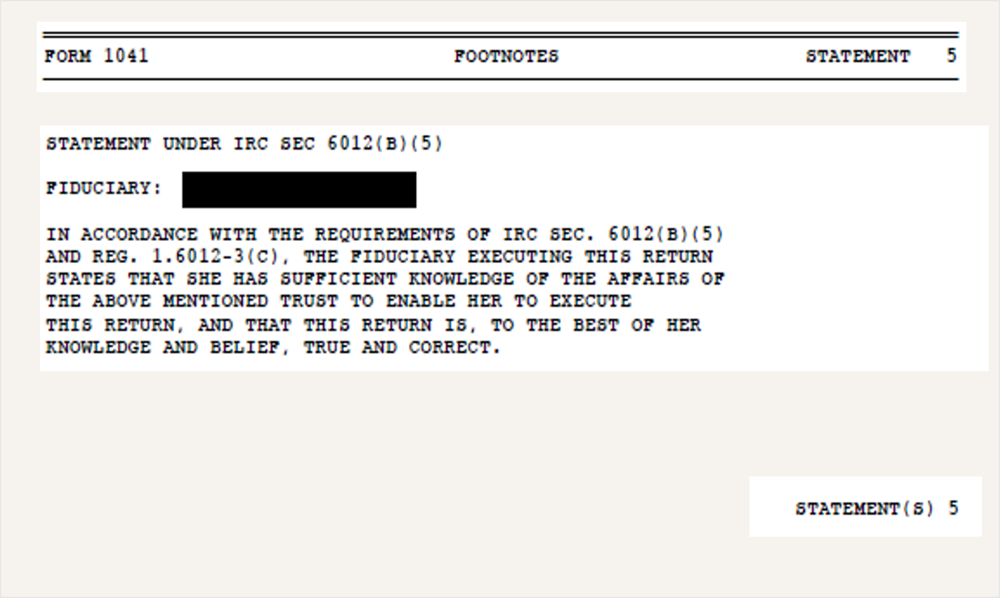 FORM 1041 FOOTNOTES STATEMENT 5
STATEMENT UNDER IRC SEC 6012(B)(5)
FIDUCIARY:
IN ACCORDANCE WITH THE REQUIREMENTS OF IRC SEC. 6012(B)(5)
AND REG. 1.6012-3(C), THE FIDUCIARY EXECUTING THIS RETURN
STATES THAT SHE HAS SUFFICIENT KNOWLEDGE OF THE AFFAIRS OF
THE ABOVE MENTIONED TRUST TO ENABLE HER TO EXECUTE
THIS RETURN, AND THAT THIS RETURN IS, TO THE BEST OF HER
KNOWLEDGE AND BELIEF, TRUE AND CORRECT.
STATEMENT(S) 5